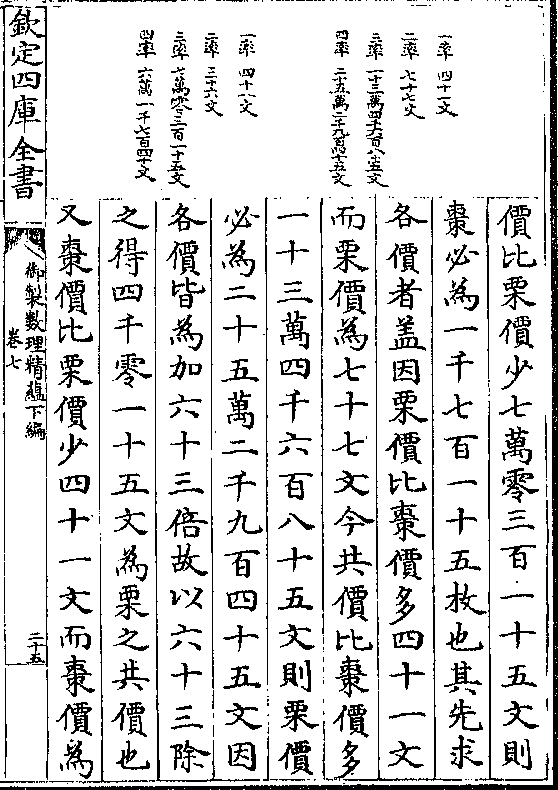 一率 四十一文
二率 七十七文
三率 一十三萬四千六百八十五文
四率 二十五萬二千九百四十五文
一率 四十一文
二率 三十六文
三率 七萬零三百一十五文
四率 六萬一千七百四十文
價比栗價少七萬零三百一十五文則
棗必為一千七百一十五枚也其先求
各價者盖因栗價比棗價多四十一文
而栗價為七十七文今共價比棗價多
一十三萬四千六百八十五文則栗價
必為二十五萬二千九百四十五文因
各價皆為加六十三倍故以六十三除
之得四千零一十五文為栗之共價也
又棗價比栗價少四十一文而棗價為
欽定四庫全書
御製數理精藴下編
卷七
二十五